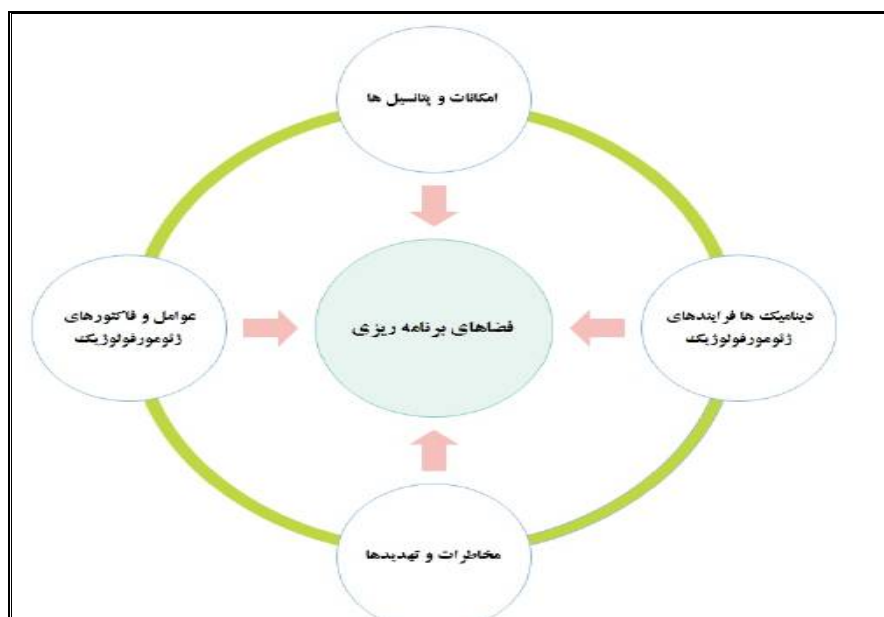 امکانات و پتانسیل ها
دینامیک ها فرایندهای
ژئومورفولوژیک
فضاهای برنامه ریزی
عوامل و فاکتورهای
ژئومورفولوژیک
مخاطرات و تهدیدها